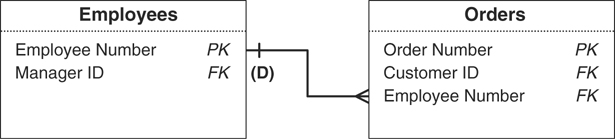 Employees
Employee Number PK
Manager ID FK
(D)
Orders
Order Number PK
Customer ID FK
Employee Number FK